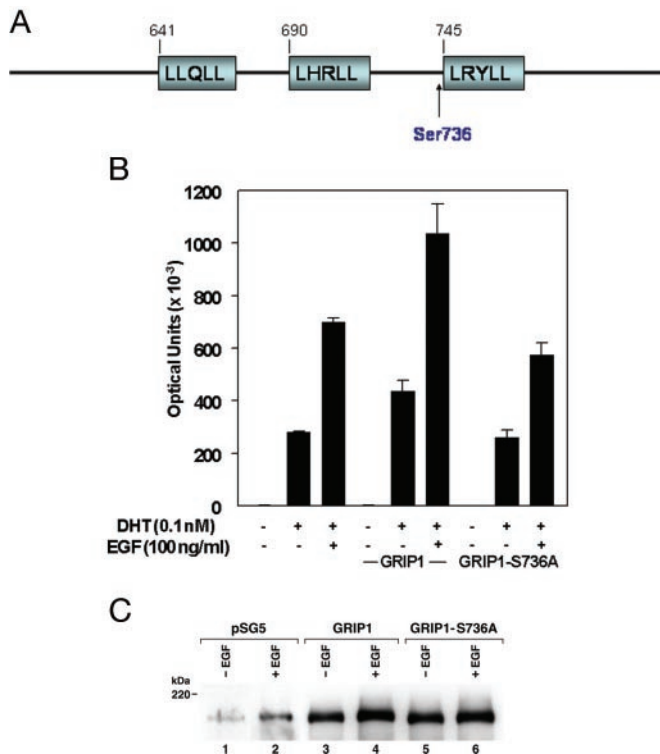 A
641 690 745
LLQLL LHRLL LRYLL
Ser736
B
Optical Units (x 10-3)
1200
1000
800
600
400
200
0
DHT (0.1nM) - + + - + + - + +
EGF (100 ng/ml) - - + - - + - - +
—GRIP1 — GRIP1-S736A
C
pSG5 GRIP1 GRIP1-S736A
- EGF + EGF - EGF + EGF - EGF + EGF
kDa
220
1 2 3 4 5 6